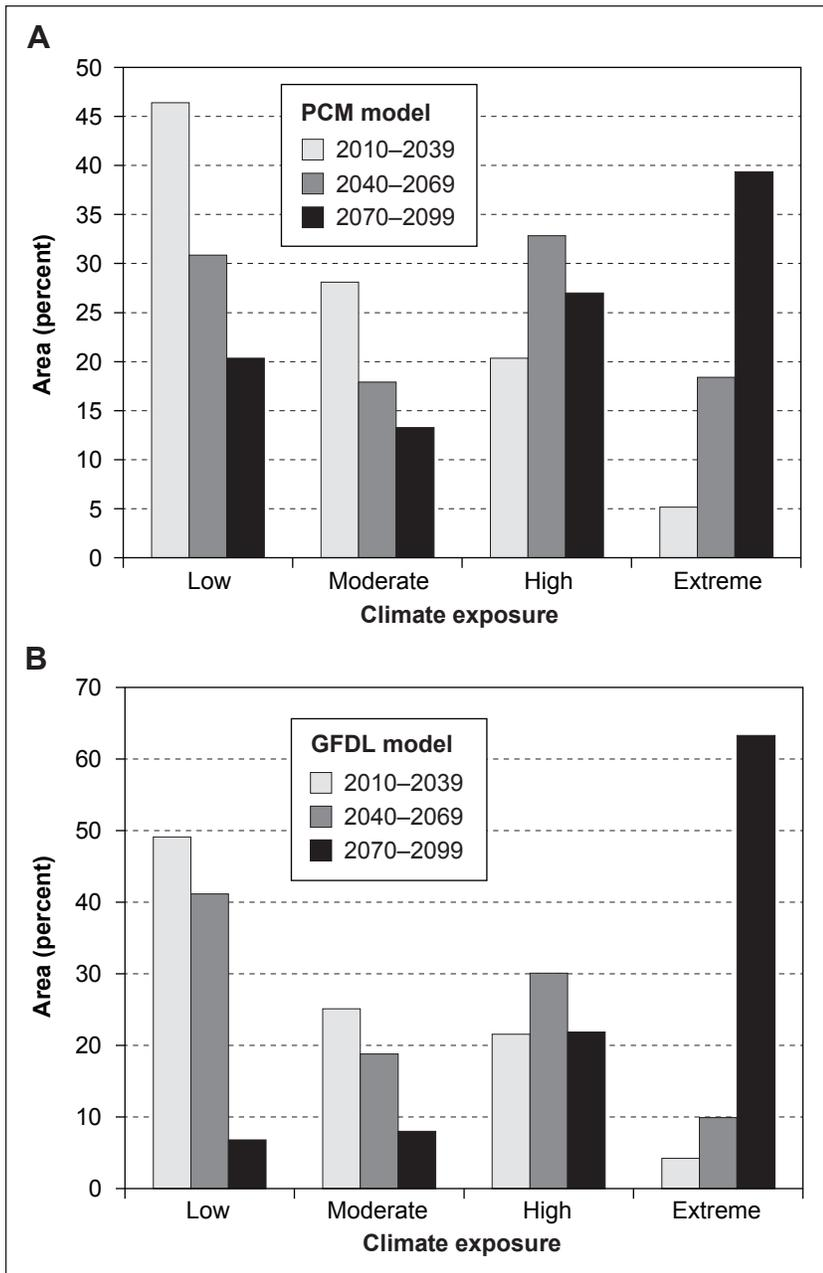 A
50
45
40
35
30
25
20
15
10
5
0
Area (percent)
PCM model
2010–2039
2040–2069
2070–2099
Low Moderate High Extreme
Climate exposure
B
70
60
50
40
30
20
10
0
Area (percent)
GFDL model
2010–2039
2040–2069
2070–2099
Low Moderate High Extreme
Climate exposure